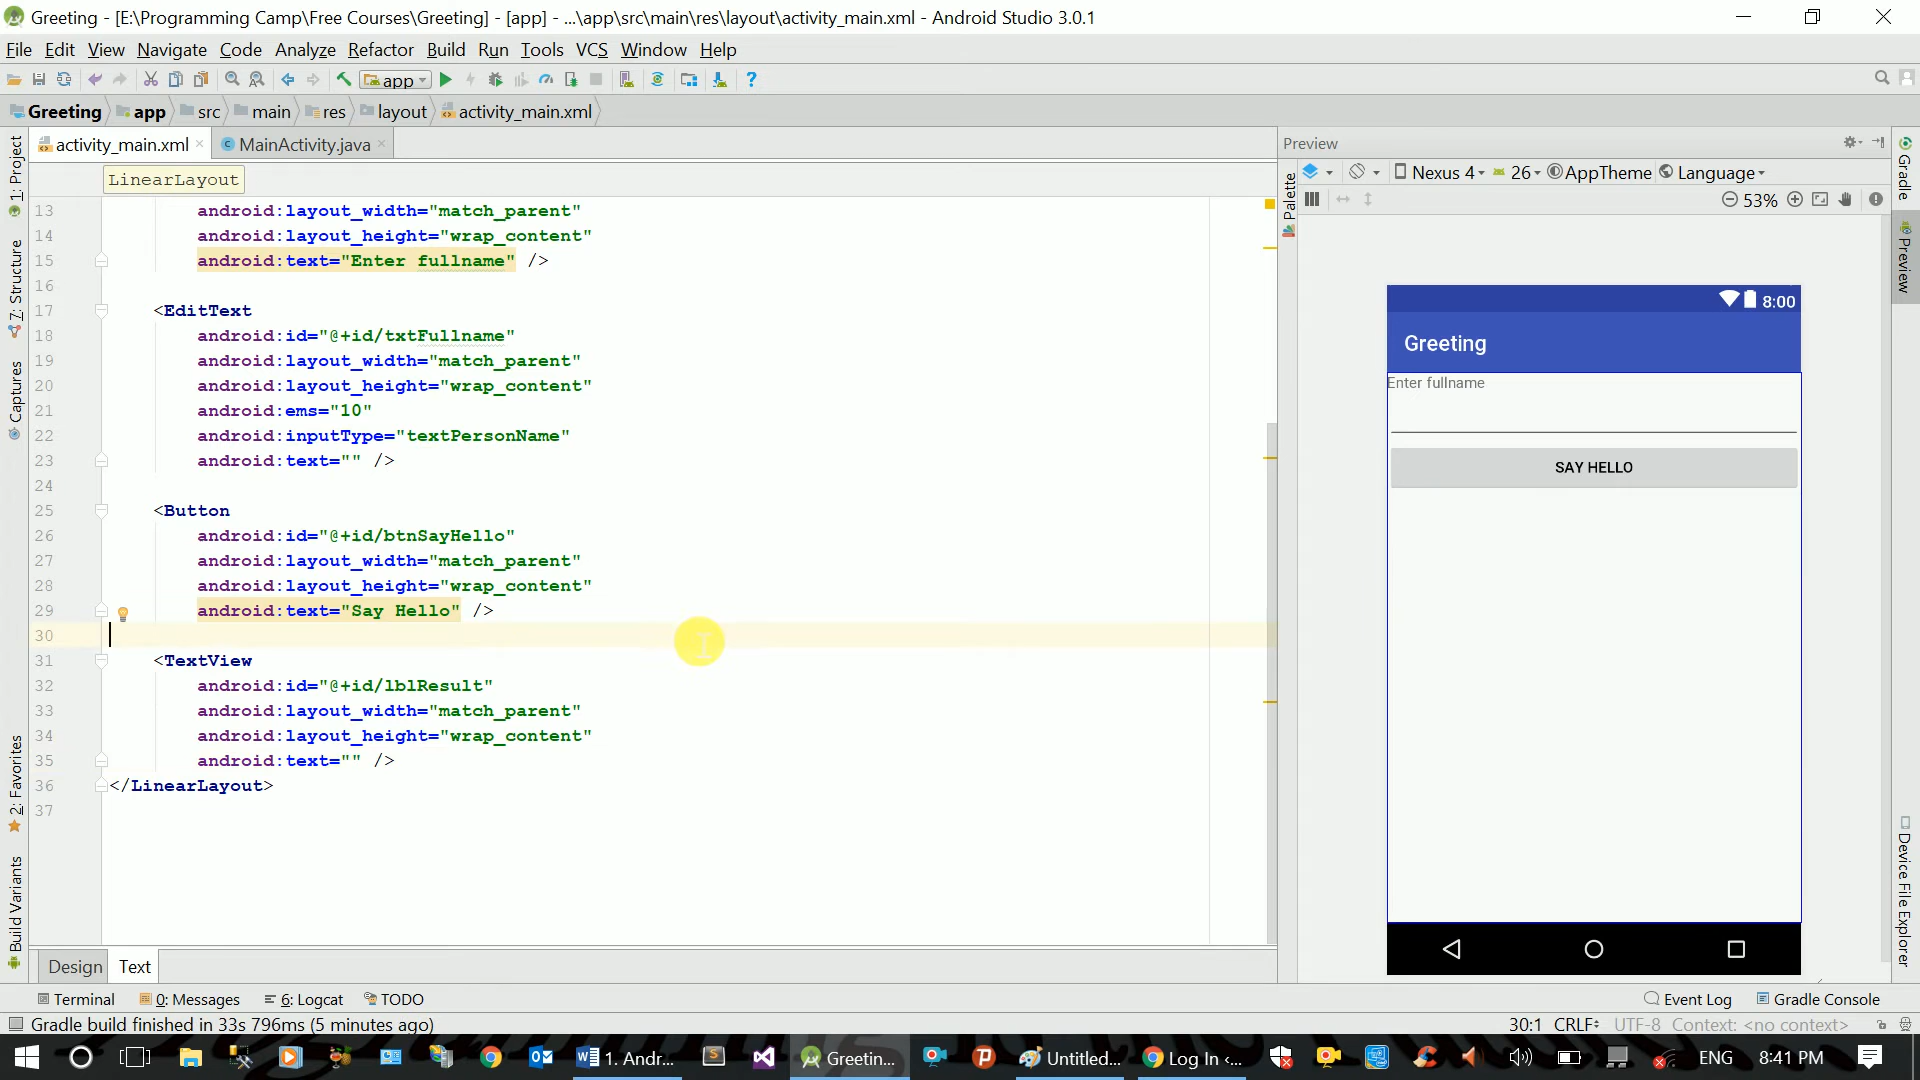 Greeting - [E:\Programming Camp\Free Courses\Greeting] - [app] - ...\app\src\main\res\layout\activity_main.xml - Android Studio 3.0.1
File Edit View Navigate Code Analyze Refactor Build Run Tools VCS Window Help
app
Greeting app src main res layout activity_main.xml
activity_main.xml MainActivity.java
LinearLayout
13 android:layout_width="match_parent"
14 android:layout_height="wrap_content"
15 android:text="Enter fullname" />
16
17 <EditText
18 android:id="@+id/txtFullname"
19 android:layout_width="match_parent"
20 android:layout_height="wrap_content"
21 android:ems="10"
22 android:inputType="textPersonName"
23 android:text="" />
24
25 <Button
26 android:id="@+id/btnSayHello"
27 android:layout_width="match_parent"
28 android:layout_height="wrap_content"
29 android:text="Say Hello" />
30
31 <TextView
32 android:id="@+id/lblResult"
33 android:layout_width="match_parent"
34 android:layout_height="wrap_content"
35 android:text="" />
36 </LinearLayout>
37
Design Text
1: Project
7: Structure
Captures
2: Favorites
Build Variants
Preview
Palette
Nexus 4 26 AppTheme Language
53%
8:00
Greeting
Enter fullname
SAY HELLO
Gradle
Preview
Device File Explorer
Terminal 0: Messages 6: Logcat TODO Event Log Gradle Console
Gradle build finished in 33s 796ms (5 minutes ago) 30:1 CRLF UTF-8 Context: <no context>
1. Andr... Greetin... Untitled... Log In ‹... ENG 8:41 PM